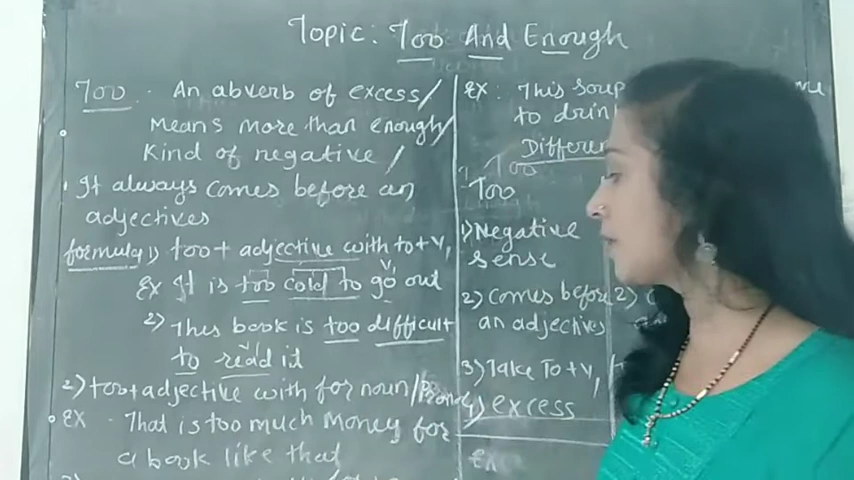 Topic: Too And Enough
Too : An abverb of excess/
Means more than enough/
Kind of negative /
It always comes before an
adjectives
formula 1) too + adjective with to + V1
Ex It is too cold to go out
V1
2) This book is too difficult
to read it
2) too + adjective with for noun/
Ex . That is too much money for
a book like that
Ex : This soup
to drink
Too
1) Negative
sense
2) comes before
an adjectives
3) Take To + V1
4) excess
2)
Ex